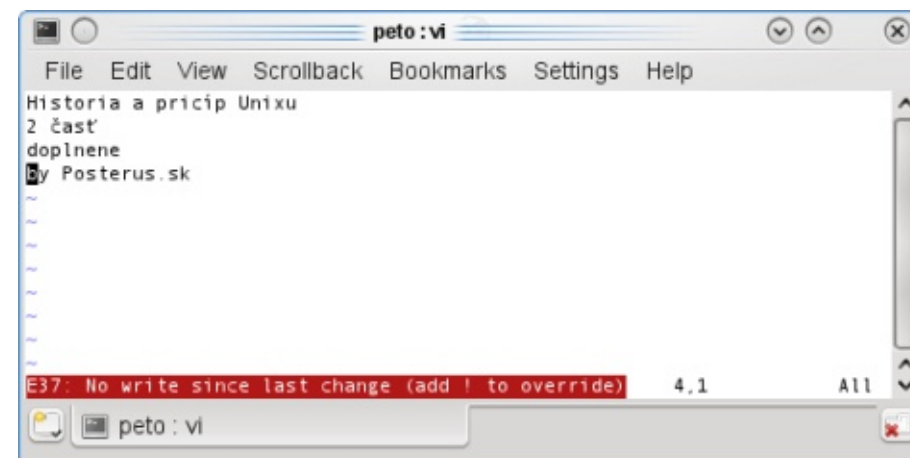 peto : vi
File Edit View Scrollback Bookmarks Settings Help
Historia a pricíp Unixu
2 časť
doplnene
by Posterus.sk
~
~
~
~
~
~
~
~
E37: No write since last change (add ! to override) 4,1 All
peto : vi